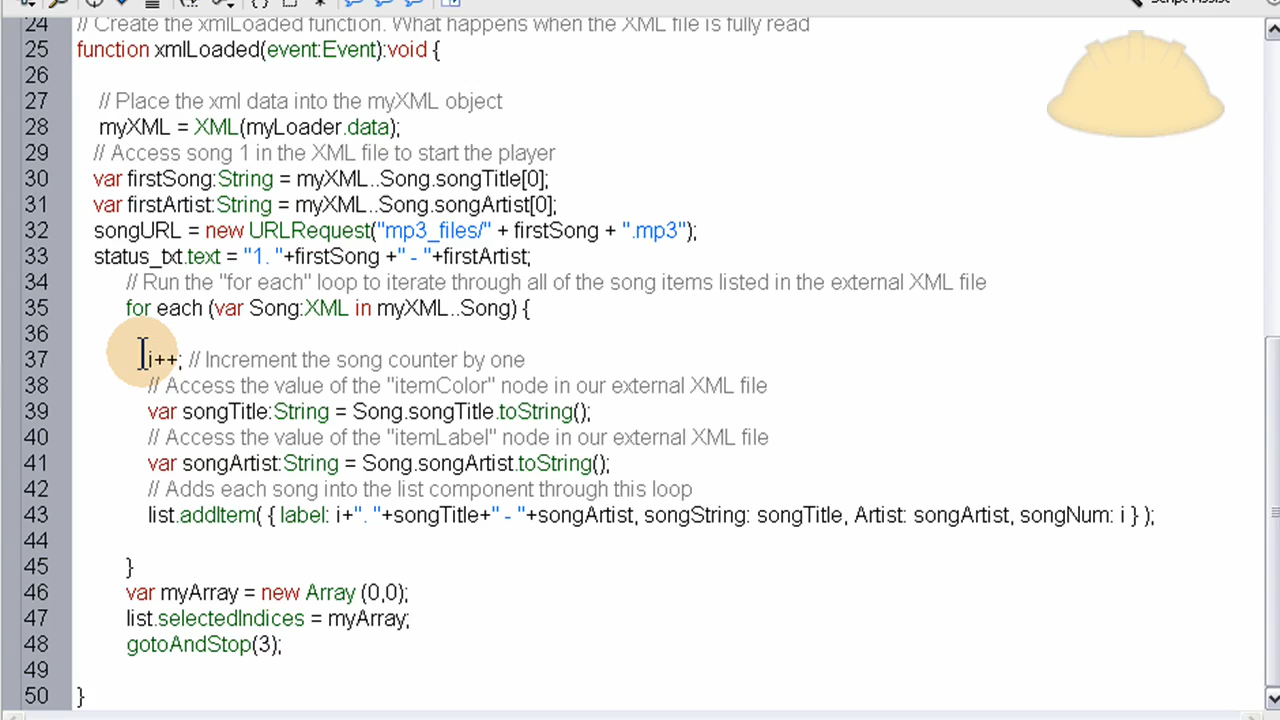 Script Assist
24 // Create the xmlLoaded function. What happens when the XML file is fully read
25 function xmlLoaded(event:Event):void {
26
27 // Place the xml data into the myXML object
28 myXML = XML(myLoader.data);
29 // Access song 1 in the XML file to start the player
30 var firstSong:String = myXML..Song.songTitle[0];
31 var firstArtist:String = myXML..Song.songArtist[0];
32 songURL = new URLRequest("mp3_files/" + firstSong + ".mp3");
33 status_txt.text = "1. "+firstSong +" - "+firstArtist;
34 // Run the "for each" loop to iterate through all of the song items listed in the external XML file
35 for each (var Song:XML in myXML..Song) {
36
37 i++; // Increment the song counter by one
38 // Access the value of the "itemColor" node in our external XML file
39 var songTitle:String = Song.songTitle.toString();
40 // Access the value of the "itemLabel" node in our external XML file
41 var songArtist:String = Song.songArtist.toString();
42 // Adds each song into the list component through this loop
43 list.addItem( { label: i+". "+songTitle+" - "+songArtist, songString: songTitle, Artist: songArtist, songNum: i } );
44
45 }
46 var myArray = new Array (0,0);
47 list.selectedIndices = myArray;
48 gotoAndStop(3);
49
50 }